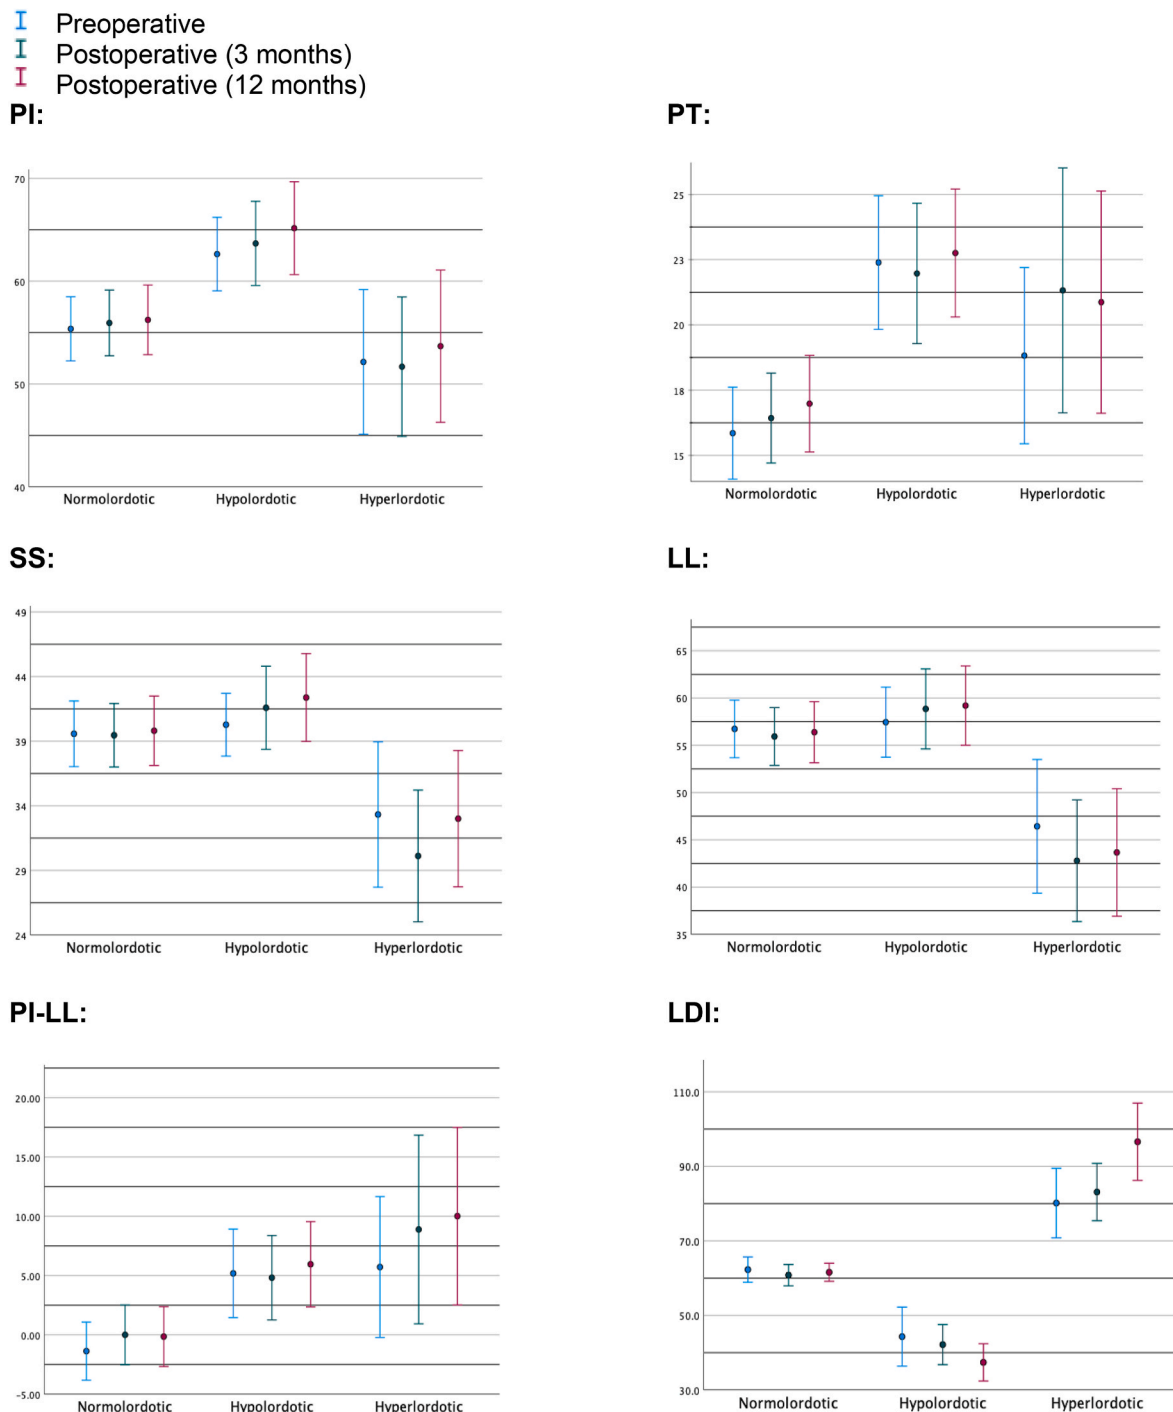 Preoperative
Postoperative (3 months)
Postoperative (12 months)
PI:
70
60
50
40
Normolordotic Hypolordotic Hyperlordotic
PT:
25
23
20
18
15
Normolordotic Hypolordotic Hyperlordotic
SS:
49
44
39
34
29
24
Normolordotic Hypolordotic Hyperlordotic
LL:
65
60
55
50
45
40
35
Normolordotic Hypolordotic Hyperlordotic
PI-LL:
20.00
15.00
10.00
5.00
0.00
-5.00
Normolordotic Hypolordotic Hyperlordotic
LDI:
110.0
90.0
70.0
50.0
30.0
Normolordotic Hypolordotic Hyperlordotic